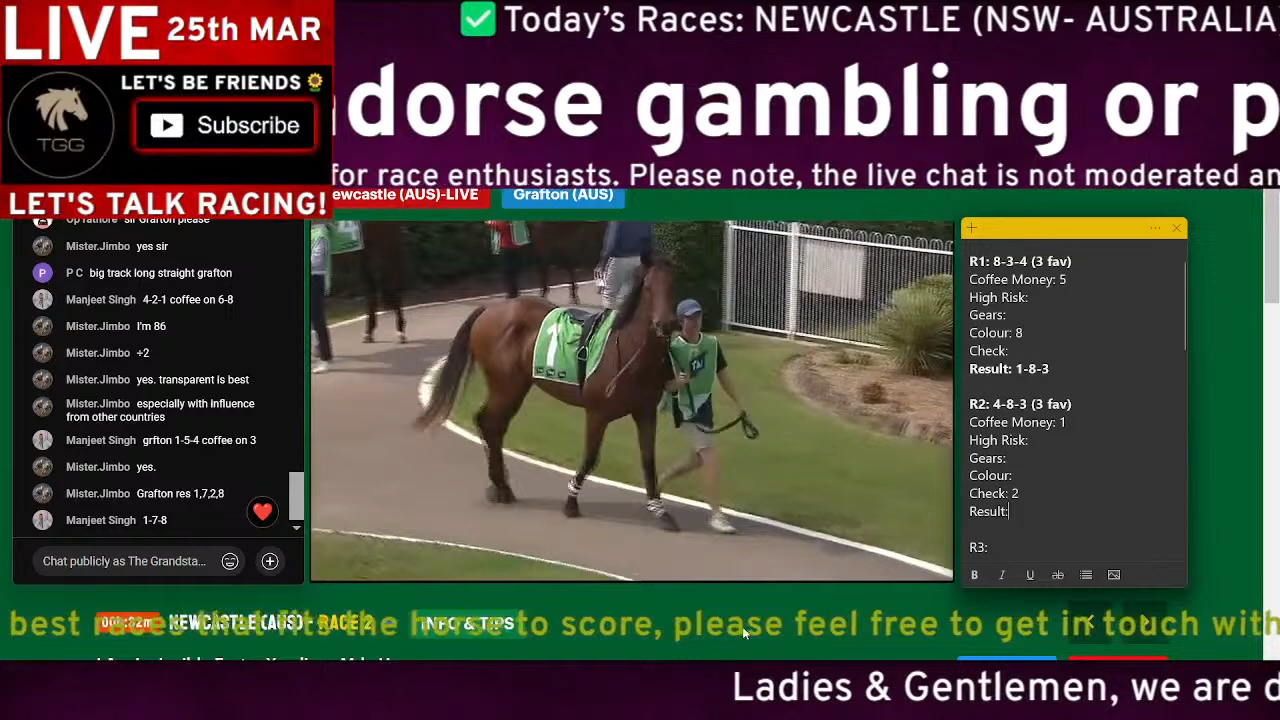 LIVE 25th MAR
✅ Today's Races: NEWCASTLE (NSW- AUSTRALIA
LET'S BE FRIENDS 🌻
Subscribe
TGG
dorse gambling or p
for race enthusiasts. Please note, the live chat is not moderated an
LET'S TALK RACING!
ewcastle (AUS)-LIVE
Grafton (AUS)
sir Grafton please
Mister.Jimbo yes sir
P P C big track long straight grafton
Manjeet Singh 4-2-1 coffee on 6-8
Mister.Jimbo I'm 86
Mister.Jimbo +2
Mister.Jimbo yes. transparent is best
Mister.Jimbo especially with influence
from other countries
Manjeet Singh grfton 1-5-4 coffee on 3
Mister.Jimbo yes.
Mister.Jimbo Grafton res 1,7,2,8
Manjeet Singh 1-7-8
Chat publicly as The Grandsta...
1
R1: 8-3-4 (3 fav)
Coffee Money: 5
High Risk:
Gears:
Colour: 8
Check:
Result: 1-8-3
R2: 4-8-3 (3 fav)
Coffee Money: 1
High Risk:
Gears:
Colour:
Check: 2
Result:
R3:
B I U ab
NEWCASTLE (AUS) - RACE 2 - INFO & TIPS
best races that fits the horse to score, please feel free to get in touch with
Ladies & Gentlemen, we are d